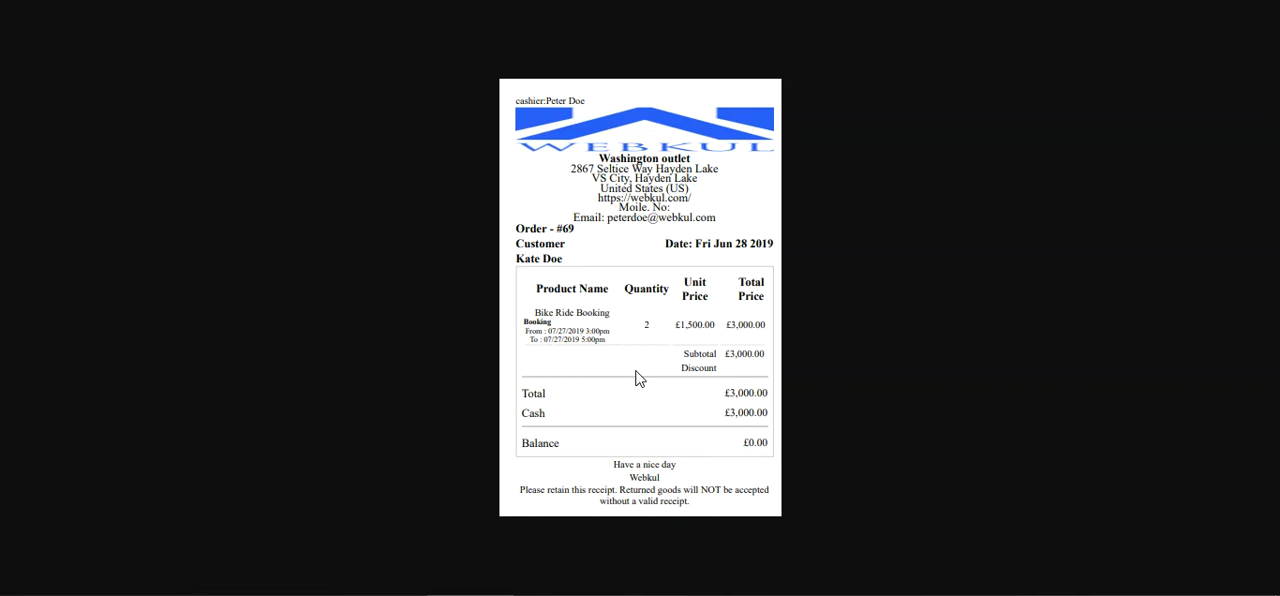 cashier:Peter Doe
WEBKUL
Washington outlet
2867 Seltice Way Hayden Lake
VS City, Hayden Lake
United States (US)
https://webkul.com/
Moile. No:
Email: peterdoe@webkul.com
Order - #69
Customer Date: Fri Jun 28 2019
Kate Doe
Product Name Quantity Unit Price Total Price
Bike Ride Booking
Booking
From : 07/27/2019 3:00pm
To : 07/27/2019 5:00pm
2 £1,500.00 £3,000.00
Subtotal £3,000.00
Discount
Total £3,000.00
Cash £3,000.00
Balance £0.00
Have a nice day
Webkul
Please retain this receipt. Returned goods will NOT be accepted
without a valid receipt.